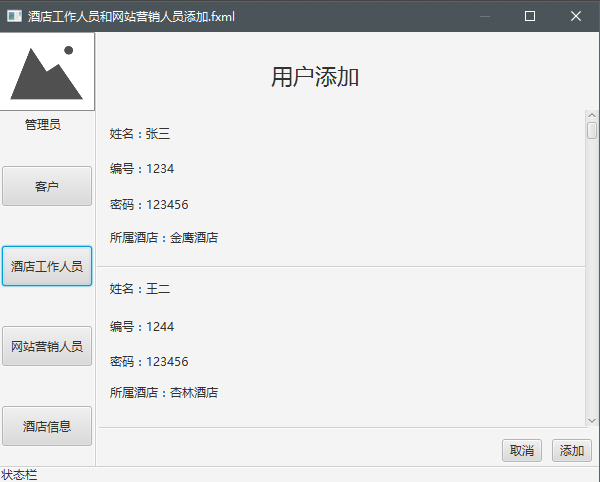 酒店工作人员和网站营销人员添加.fxml
管理员
客户
酒店工作人员
网站营销人员
酒店信息
用户添加
姓名：张三
编号：1234
密码：123456
所属酒店：金鹰酒店
姓名：王二
编号：1244
密码：123456
所属酒店：杏林酒店
取消 添加
状态栏